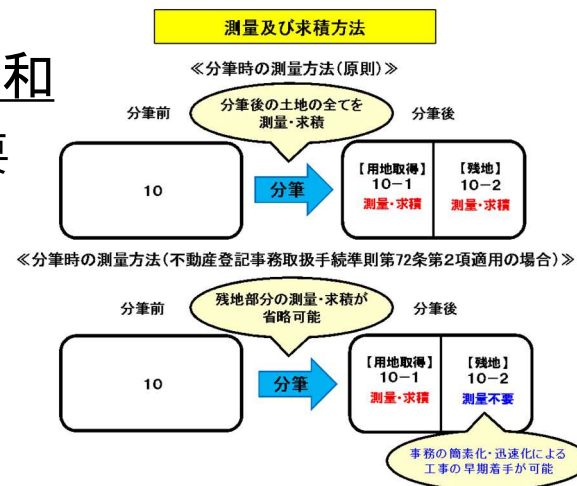 測量及び求積方法
和
要
≪分筆時の測量方法(原則)≫
分筆前
分筆後の土地の全てを
測量・求積
分筆後
10
分筆
【用地取得】
10-1
測量・求積
【残地】
10-2
測量・求積
≪分筆時の測量方法(不動産登記事務取扱手続準則第72条第2項適用の場合)≫
分筆前
残地部分の測量・求積が
省略可能
分筆後
10
分筆
【用地取得】
10-1
測量・求積
【残地】
10-2
測量不要
事務の簡素化・迅速化による
工事の早期着手が可能